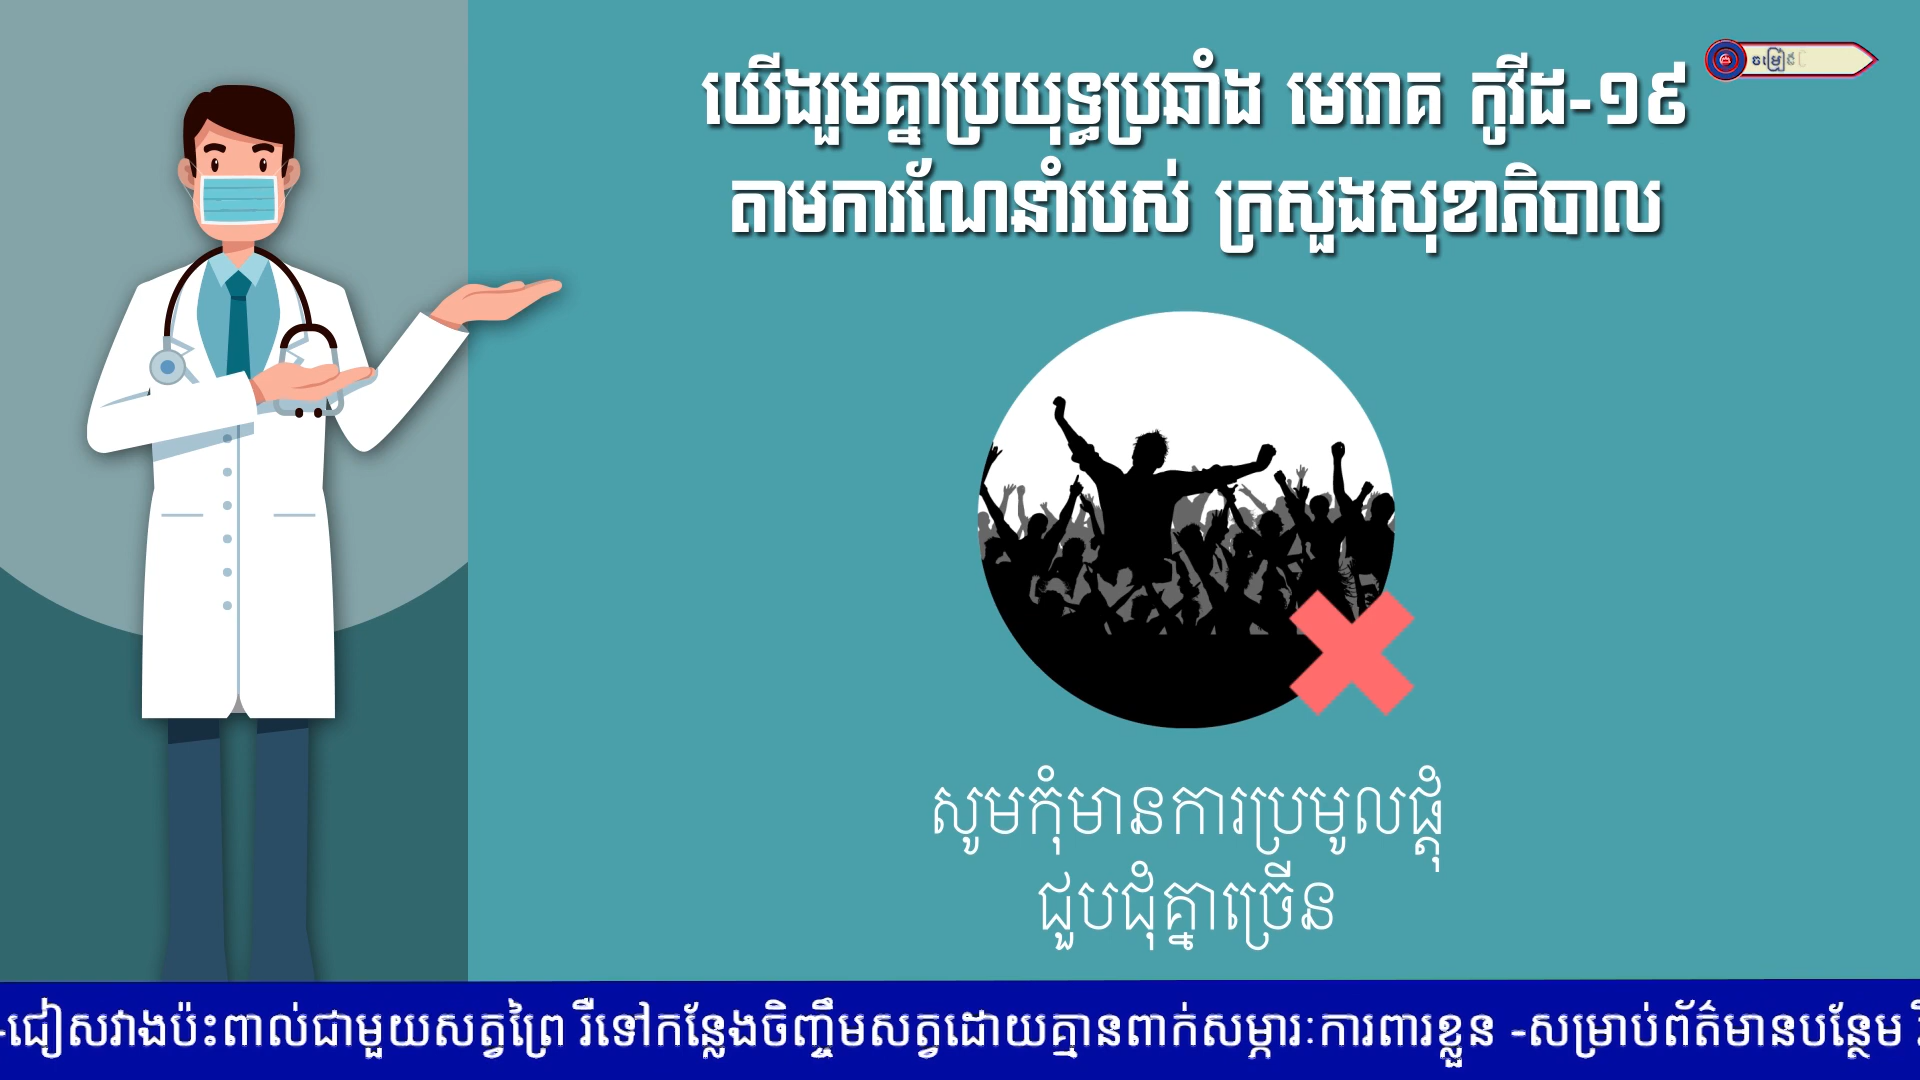 យើងរួមគ្នាប្រយុទ្ធប្រឆាំង មេរោគ កូវីដ-១៩
តាមការណែនាំរបស់ ក្រសួងសុខាភិបាល
ចម្រៀង
សូមកុំមានការប្រមូលផ្ដុំ
ជួបជុំគ្នាច្រើន
-ជៀសវាងប៉ះពាល់ជាមួយសត្វព្រៃ រឺទៅកន្លែងចិញ្ចឹមសត្វដោយគ្មានពាក់សម្ភារៈការពារខ្លួន -សម្រាប់ព័ត៌មានបន្ថែម